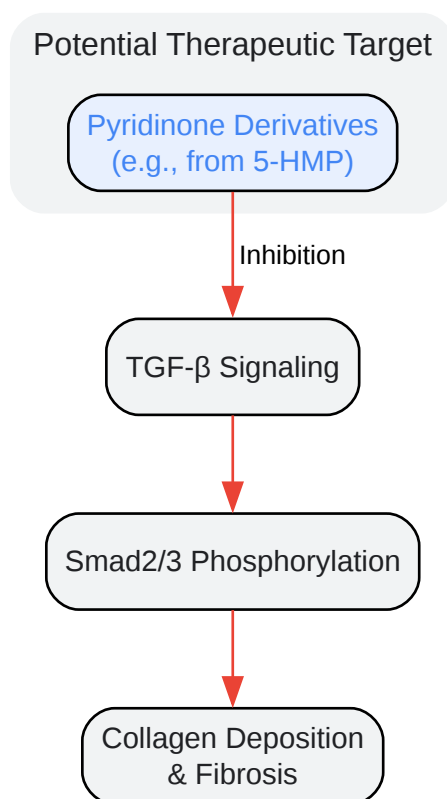 Potential Therapeutic Target
Pyridinone Derivatives
(e.g., from 5-HMP)
Inhibition
TGF-β Signaling
Smad2/3 Phosphorylation
Collagen Deposition
& Fibrosis